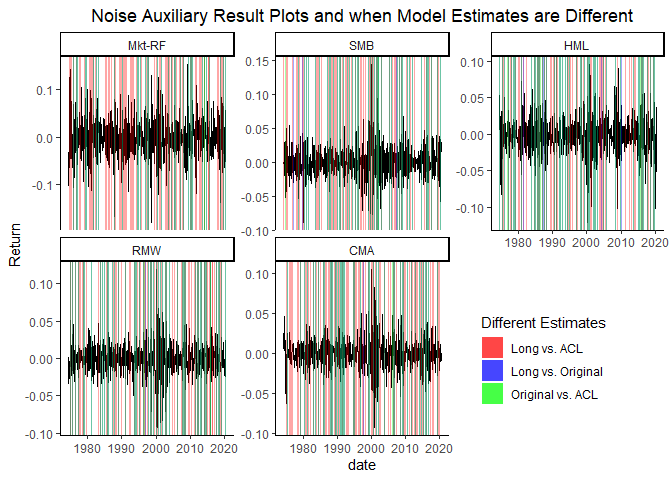 Noise Auxiliary Result Plots and when Model Estimates are Different
Mkt-RF
SMB
HML
0.1
0.0
-0.1
0.15
0.10
0.05
0.00
-0.05
-0.10
0.10
0.05
0.00
-0.05
-0.10
1980 1990 2000 2010 2020
Return
RMW
CMA
0.10
0.05
0.00
-0.05
-0.10
0.10
0.05
0.00
-0.05
-0.10
1980 1990 2000 2010 2020
1980 1990 2000 2010 2020
date
Different Estimates
Long vs. ACL
Long vs. Original
Original vs. ACL